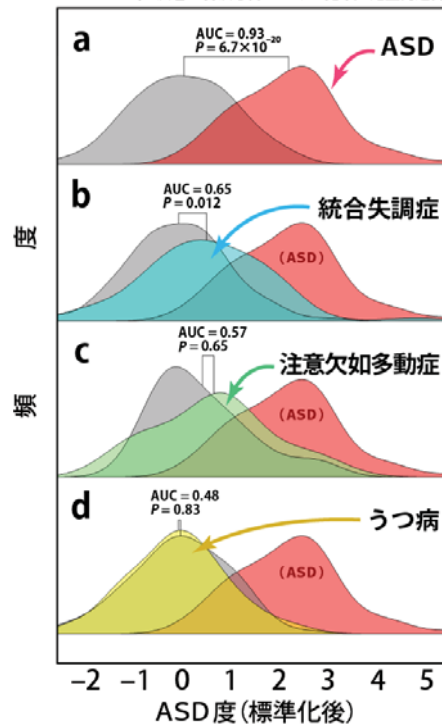 a
AUC = 0.93
P = 6.7×10⁻²⁰
ASD
b
AUC = 0.65
P = 0.012
統合失調症
(ASD)
c
AUC = 0.57
P = 0.65
注意欠如多動症
(ASD)
d
AUC = 0.48
P = 0.83
うつ病
(ASD)
頻度
−2 −1 0 1 2 3 4 5
ASD度(標準化後)